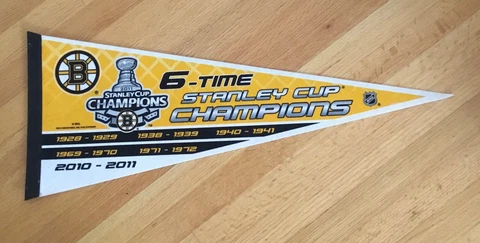 B
2011
STANLEY CUP
CHAMPIONS
B
6-TIME
STANLEY CUP
CHAMPIONS
NHL
1928 - 1929 1938 - 1939 1940 - 1941
1969 - 1970 1971 - 1972
2010 - 2011